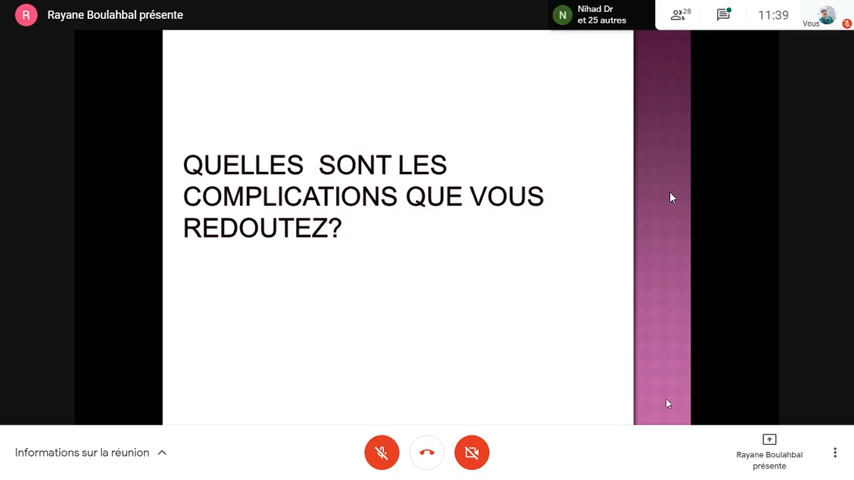 R
Rayane Boulahbal présente
N
Nihad Dr
et 25 autres
28
11:39
Vous
QUELLES SONT LES
COMPLICATIONS QUE VOUS
REDOUTEZ?
Informations sur la réunion
Rayane Boulahbal
présente